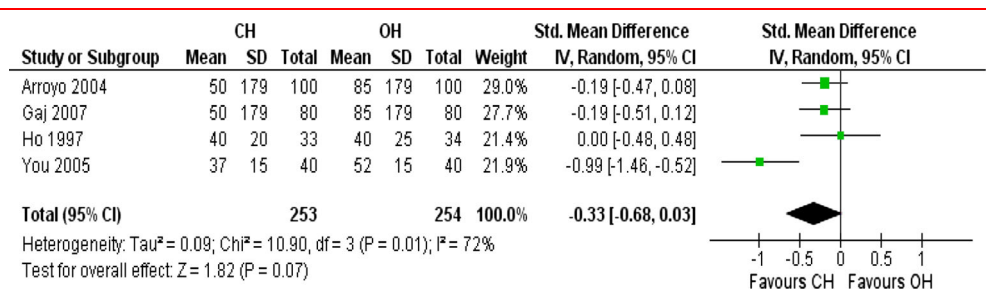 CH OH Std. Mean Difference Std. Mean Difference
Study or Subgroup Mean SD Total Mean SD Total Weight IV, Random, 95% CI IV, Random, 95% CI
Arroyo 2004 50 179 100 85 179 100 29.0% -0.19 [-0.47, 0.08]
Gaj 2007 50 179 80 85 179 80 27.7% -0.19 [-0.51, 0.12]
Ho 1997 40 20 33 40 25 34 21.4% 0.00 [-0.48, 0.48]
You 2005 37 15 40 52 15 40 21.9% -0.99 [-1.46, -0.52]
Total (95% CI) 253 254 100.0% -0.33 [-0.68, 0.03]
Heterogeneity: Tau² = 0.09; Chi² = 10.90, df = 3 (P = 0.01); I² = 72%
Test for overall effect: Z = 1.82 (P = 0.07)
-1 -0.5 0 0.5 1
Favours CH Favours OH